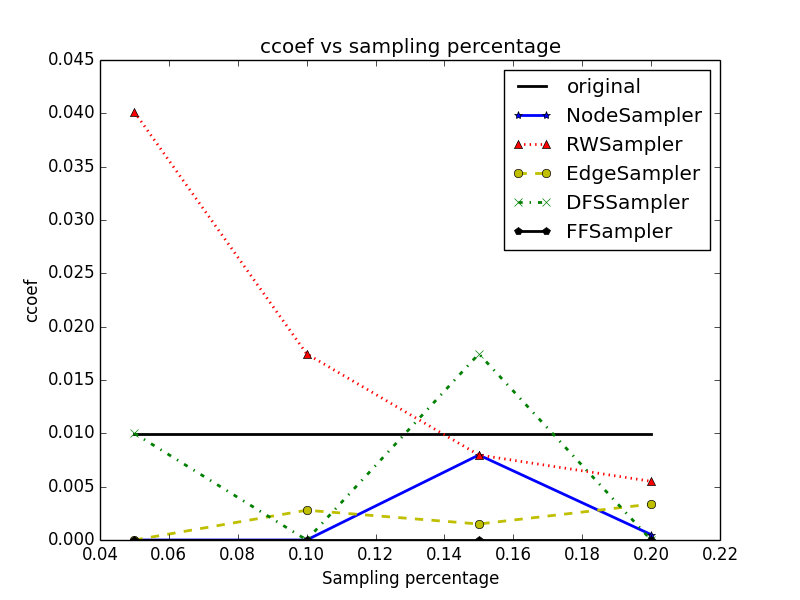 ccoef vs sampling percentage
0.045
0.040
0.035
0.030
0.025
0.020
0.015
0.010
0.005
0.000
ccoef
original
NodeSampler
RWSampler
EdgeSampler
DFSSampler
FFSampler
0.04 0.06 0.08 0.10 0.12 0.14 0.16 0.18 0.20 0.22
Sampling percentage